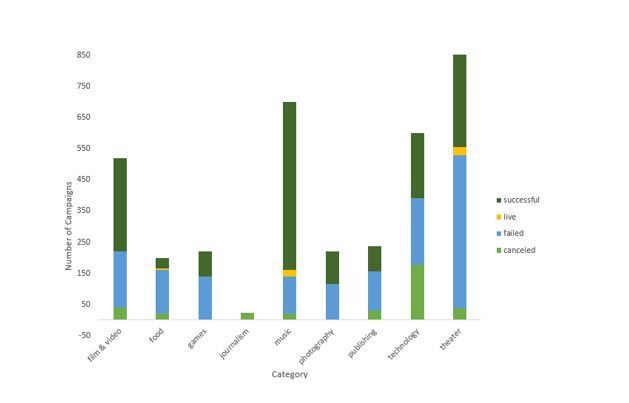 850
750
650
550
450
350
250
150
50
-50
Number of Campaigns
film & video
food
games
journalism
music
photography
publishing
technology
theater
Category
successful
live
failed
canceled